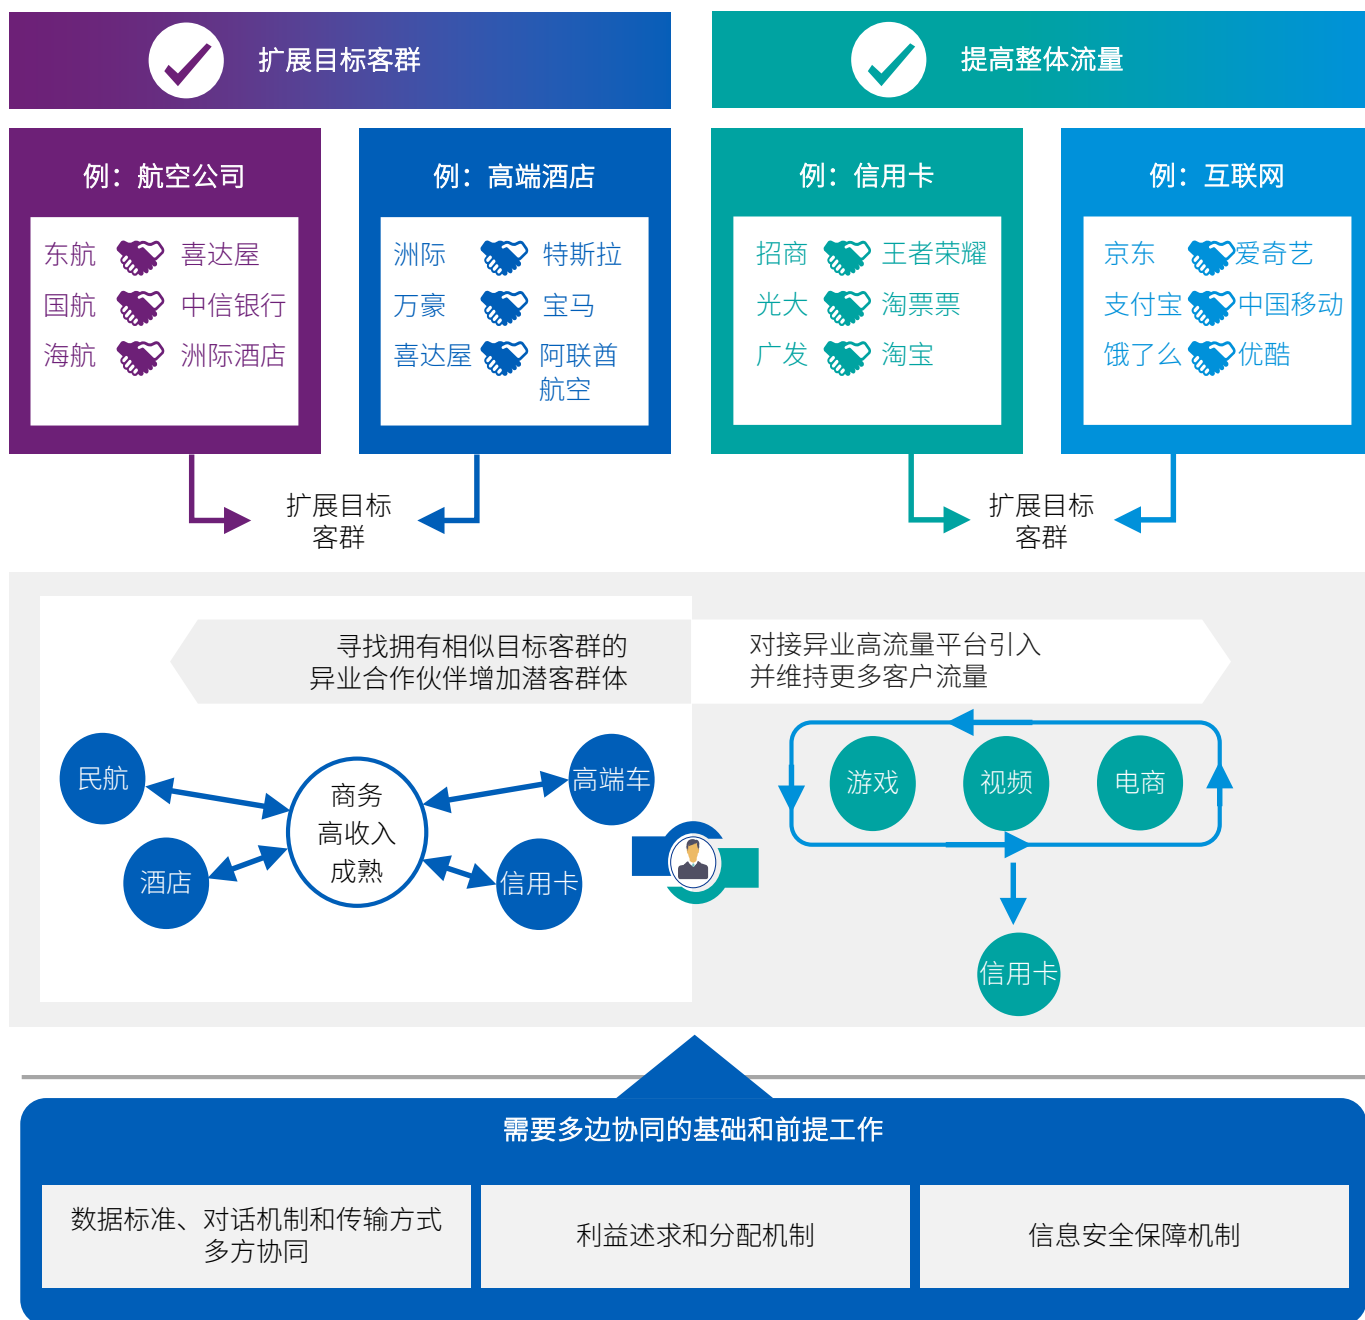 扩展目标客群
提高整体流量
例：航空公司
东航 喜达屋
国航 中信银行
海航 洲际酒店
例：高端酒店
洲际 特斯拉
万豪 宝马
喜达屋 阿联酋
航空
例：信用卡
招商 王者荣耀
光大 淘票票
广发 淘宝
例：互联网
京东 爱奇艺
支付宝 中国移动
饿了么 优酷
扩展目标
客群
扩展目标
客群
寻找拥有相似目标客群的
异业合作伙伴增加潜客群体
对接异业高流量平台引入
并维持更多客户流量
民航
酒店
商务
高收入
成熟
高端车
信用卡
游戏
视频
电商
信用卡
需要多边协同的基础和前提工作
数据标准、对话机制和传输方式
多方协同
利益述求和分配机制
信息安全保障机制